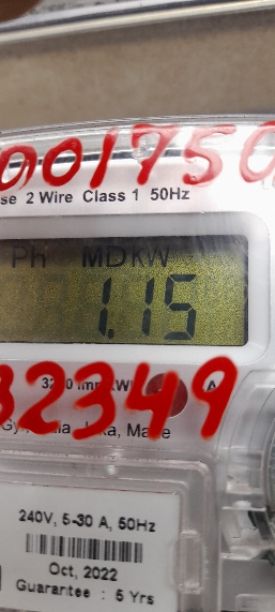 001750
se 2 Wire Class 1 50Hz
Ph MDkW
1.15
32349
240V, 5-30 A, 50Hz
Oct, 2022
Guarantee : 5 Yrs